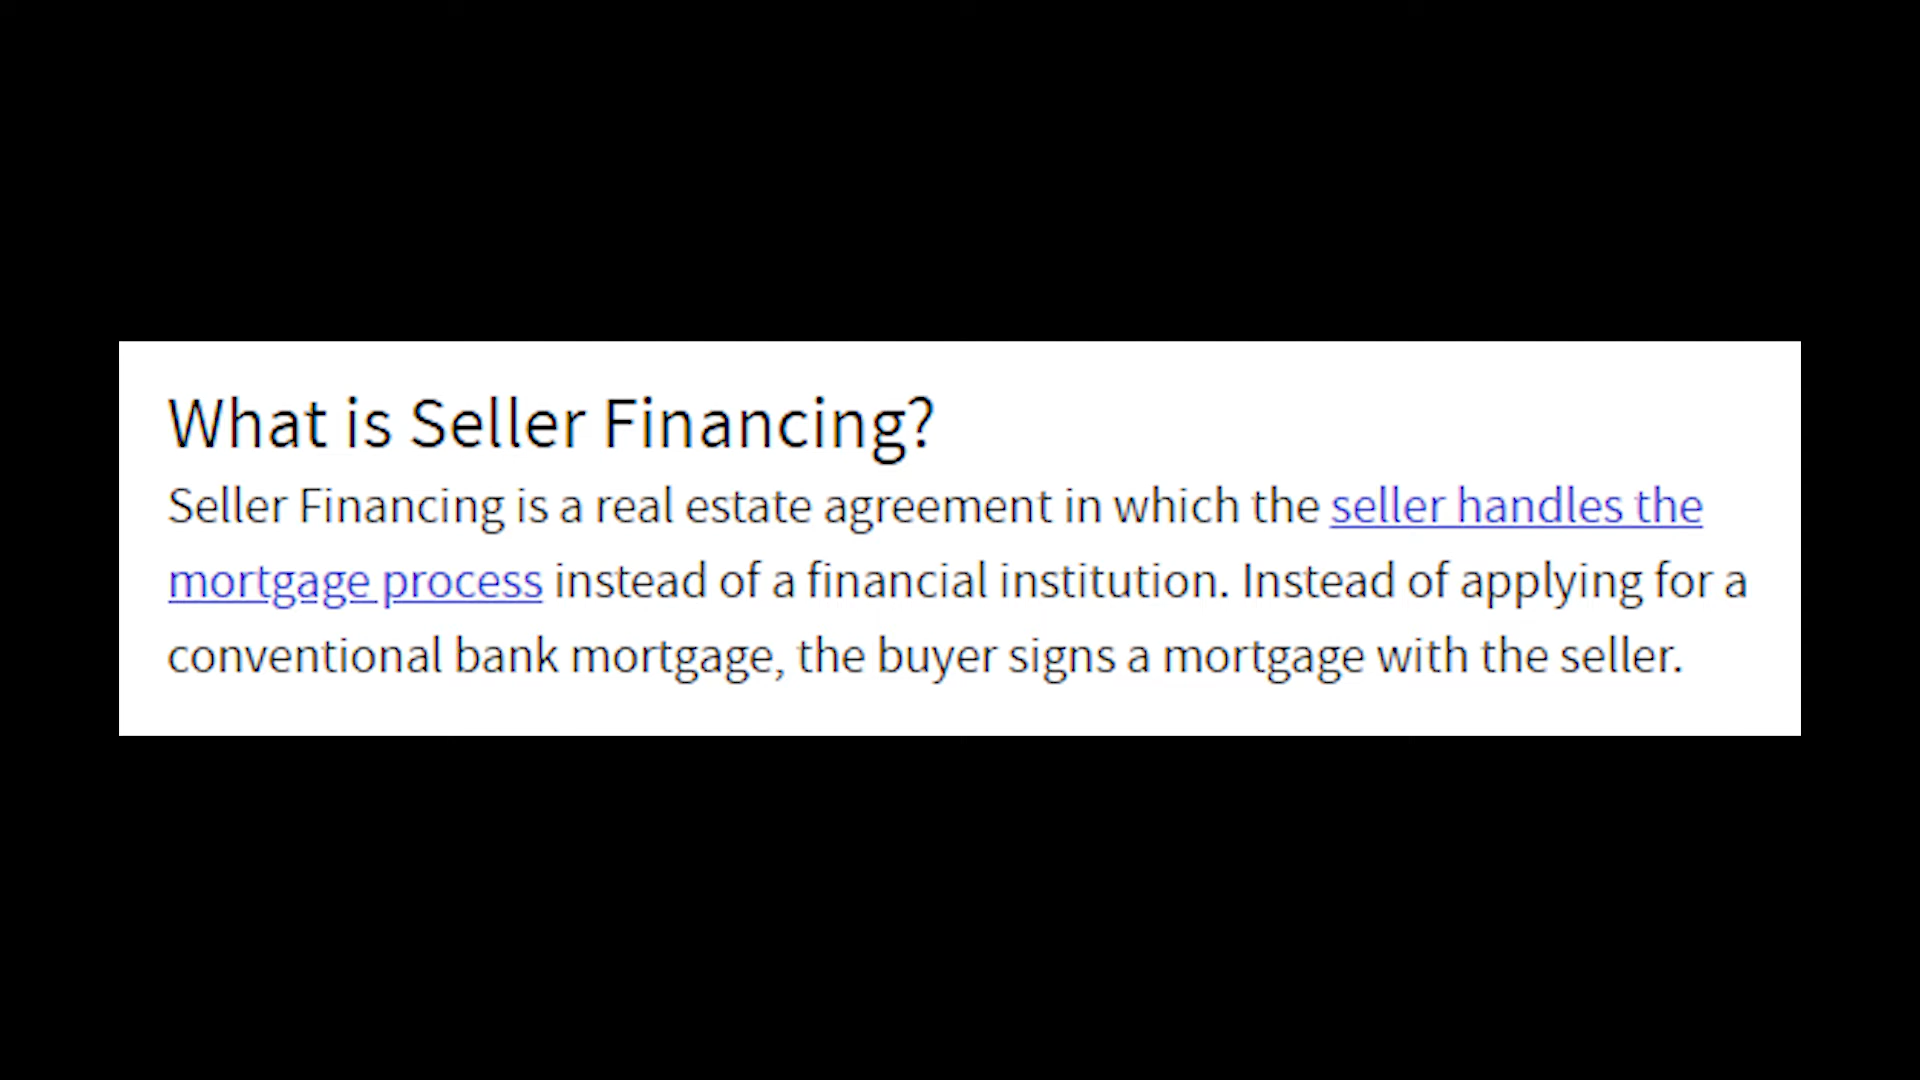 What is Seller Financing?
Seller Financing is a real estate agreement in which the seller handles the
mortgage process instead of a financial institution. Instead of applying for a
conventional bank mortgage, the buyer signs a mortgage with the seller.